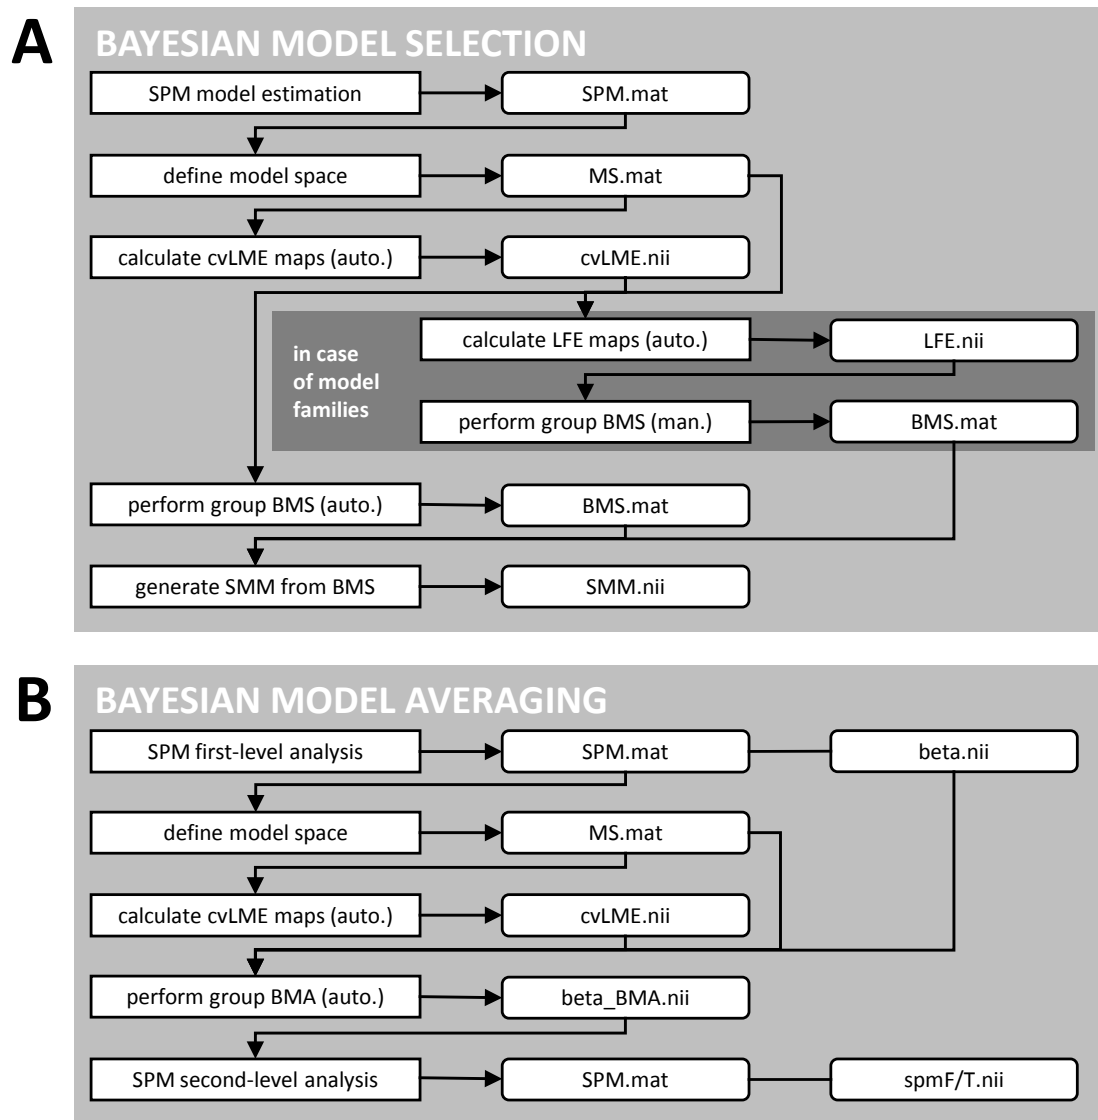 A
BAYESIAN MODEL SELECTION
SPM model estimation
SPM.mat
define model space
MS.mat
calculate cvLME maps (auto.)
cvLME.nii
in case
of model
families
calculate LFE maps (auto.)
LFE.nii
perform group BMS (man.)
BMS.mat
perform group BMS (auto.)
BMS.mat
generate SMM from BMS
SMM.nii
B
BAYESIAN MODEL AVERAGING
SPM first-level analysis
SPM.mat
beta.nii
define model space
MS.mat
calculate cvLME maps (auto.)
cvLME.nii
perform group BMA (auto.)
beta_BMA.nii
SPM second-level analysis
SPM.mat
spmF/T.nii